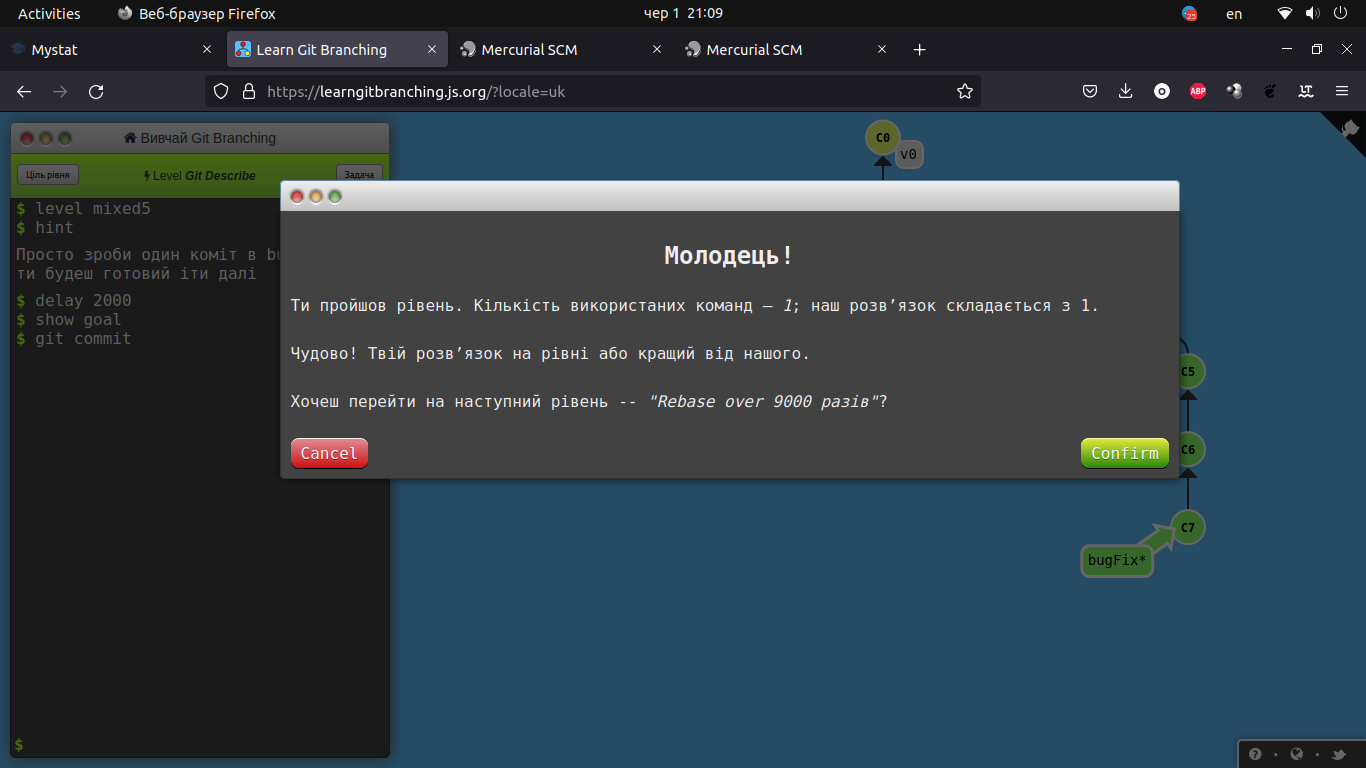 Activities
Веб-браузер Firefox
чер 1 21:09
25
en
Mystat
Learn Git Branching
Mercurial SCM
Mercurial SCM
https://learngitbranching.js.org/?locale=uk
ABP
LT
Вивчай Git Branching
Ціль рівня
Level Git Describe
Задача
$ level mixed5
$ hint
Просто зроби один коміт в
ти будеш готовий іти далі
$ delay 2000
$ show goal
$ git commit
$
C0
v0
Молодець!
Ти пройшов рівень. Кількість використаних команд – 1; наш розв’язок складається з 1.
Чудово! Твій розв’язок на рівні або кращий від нашого.
Хочеш перейти на наступний рівень -- "Rebase over 9000 разів"?
Cancel
Confirm
C5
C6
C7
bugFix*